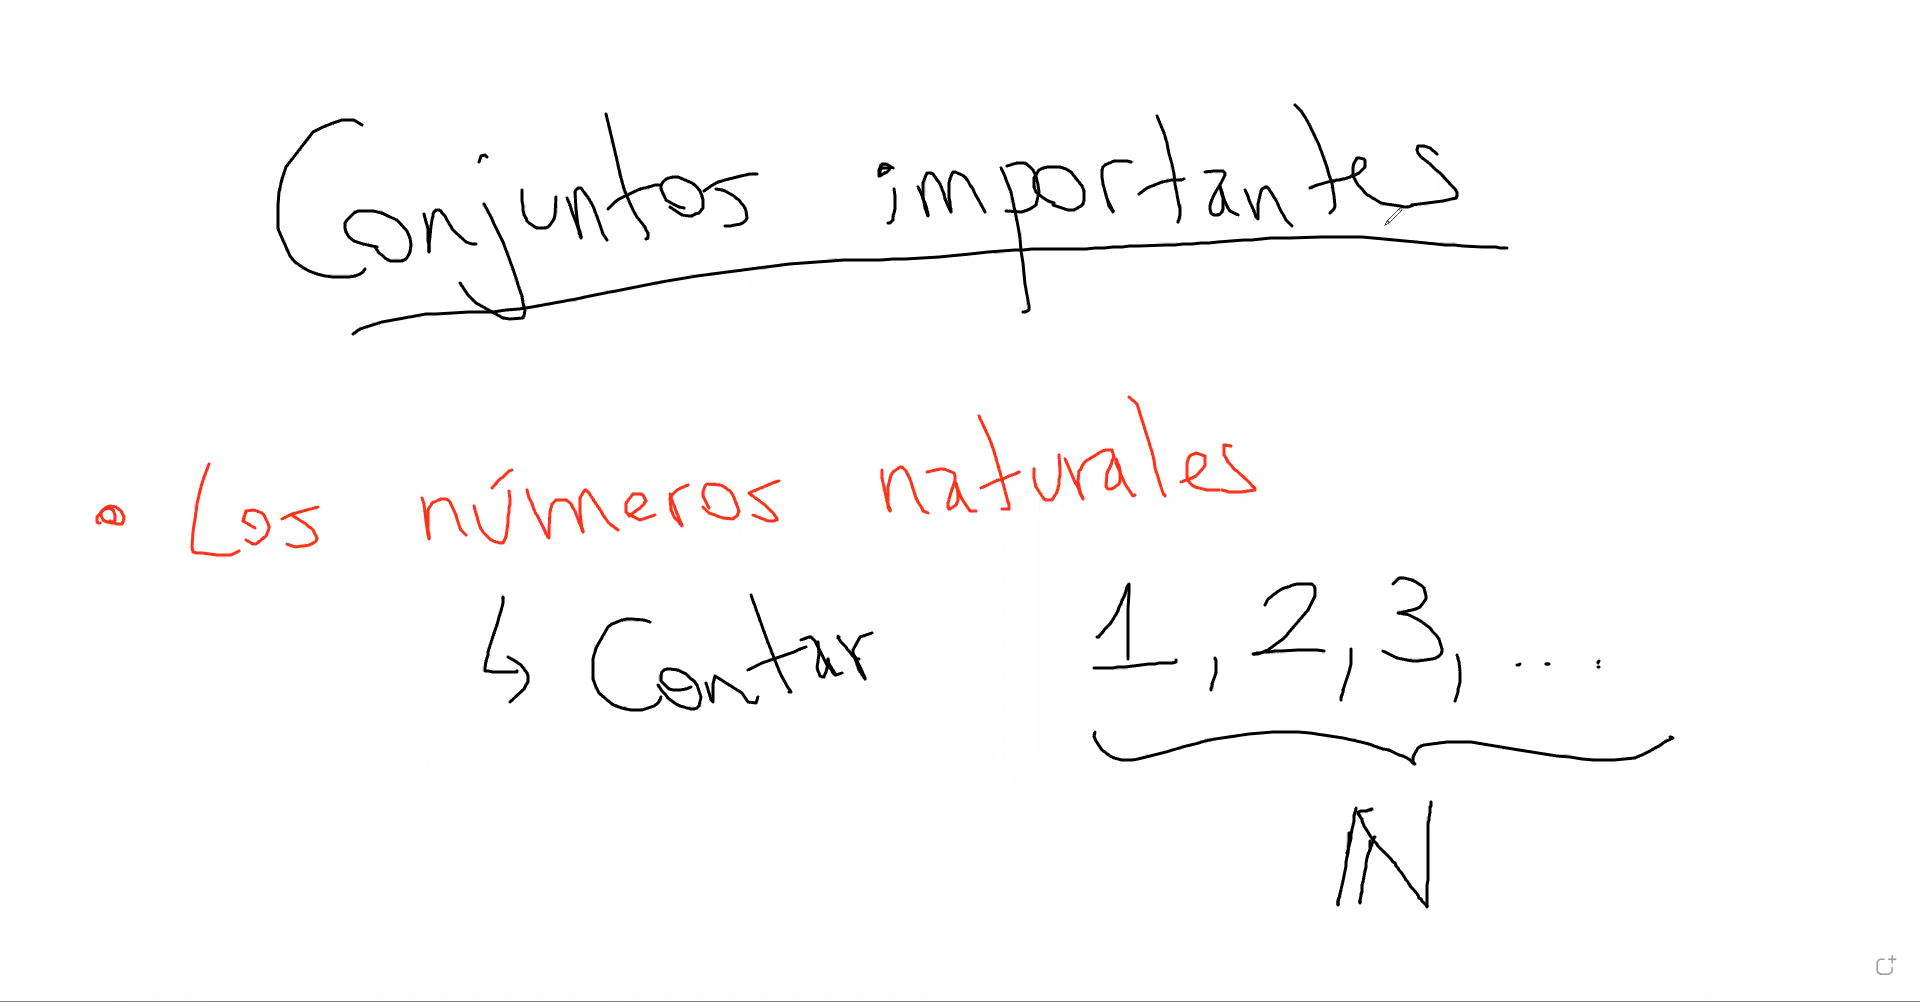 Conjuntos importantes
• Los números naturales
↳ Contar 1, 2, 3, ...
ℕ